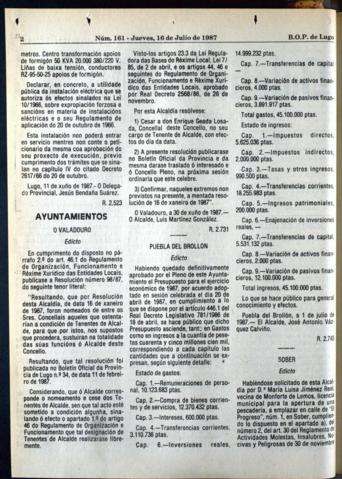 2
Núm. 161 - Jueves, 16 de Julio de 1987
B.O.P. de Lugo
metros. Centro transformación apoios
de formigón 50 KVA 20.000 380/220 V.
Liñas de baixa tensión, conductores
RZ-95-50-25 apoios de formigón.
Declarar, en concreto, a utilidade
pública da instalación eléctrica que se
autoriza ós efectos sinalados na Lei
10/1966, sobre expropiación forzosa e
sancións en materia de instalacións
eléctricas e o seu Regulamento de
aplicación do 20 de outubro de 1966.
Esta instalación non poderá entrar
en servicio mentres non conte o peti-
cionario da mesma coa aprobación do
seu proxecto de execución, previo
cumprimento dos trámites que se sina-
lan no capítulo IV do citado Decreto
2617/66 do 20 de outubro.
Lugo, 11 de xuño de 1987.-O Delega-
do Provincial, Jesús Bendaña Suárez.
R. 2.523
AYUNTAMIENTOS
O VALADOURO
Edicto
En cumprimento do disposto no pá-
rrafo 2.º do art. 46.1 do Regulamento
de Organización, Funcionamento e
Réxime Xurídico das Entidades Locais,
publícase a Resolución número 98/87,
do seguinte tenor literal:
"Resultando, que por Resolución
desta Alcaldía, de data 16 de xaneiro
de 1987, foron nomeados de entre os
Sres. Concellais aqueles que ostenta-
rían a condición de Tenentes de Alcal-
de, para que por istos, nos supostos
que proceda, sustituiran na totalidade
das súas funcións á Alcalde deste
Concello.
Resultando, que tal resolución foi
publicada no Boletín Oficial da Provin-
cia de Lugo n.º 34, de data 11 de febrei-
ro de 1987.
Considerando, que ó Alcalde corres-
ponde o nomeamento e cese dos Te-
nentes de Alcalde, sen que tal acto esté
sometido a condición algunha, sina-
lando a efecto o apartado 1.º do artigo
46 do Regulamento de Organización e
Funcionamento que tal designación de
Tenentes de Alcalde realizarase libre-
mente.
Visto-los artigos 23.3 da Lei Regula-
dora das Bases do Réxime Local, Lei 7/
85, de 2 de abril, e os artigos 44, 46 e
seguintes do Regulamento de Organi-
zación, Funcionamento e Réxime Xurí-
dico das Entidades Locais, aprobado
por Real Decreto 2568/86, de 28 de
novembro.
Por esta Alcaldía resólvese:
1) Cesar a don Enrique Geada Losa-
da, Concellal deste Concello, no seu
cargo de Tenente de Alcalde, con efec-
tos do día da data.
2) A presente resolución publicarase
no Boletín Oficial da Provincia e da
mesma darase traslado ó interesado e
ó Concello Pleno, na próxima sesión
ordinaria que este celebre.
3) Confirmar, naqueles extremos non
previstos na presente, a mentada reso-
lución de 16 de xaneiro de 1987".
O Valadouro, a 30 de xuño de 1987.-
O Alcalde, Luis Martínez González.
R. 2.731
PUEBLA DEL BROLLON
Edicto
Habiendo quedado definitivamente
aprobado por el Pleno de este Ayunta-
miento el Presupuesto para el ejercicio
económico de 1987, por acuerdo adop-
tado en sesión celebrada el día 20 de
abril de 1987, en cumplimiento a lo
que se dispone por el artículo 446.1 del
Real Decreto Legislativo 781/1986 de
18 de abril, se hace público que dicho
Presupuesto asciende, tanto en Gastos
como en Ingresos a la cuantía de pese-
tas cuarenta y cinco millones cien mil,
correspondiendo a cada capítulo las
cantidades que a continuación se ex-
presan, según siguiente detalle:
Estado de gastos:
Cap. 1.—Remuneraciones de perso-
nal, 10.123.683 ptas.
Cap. 2.—Compra de bienes corrien-
tes y de servicios, 12.370.432 ptas.
Cap. 3.—Intereses, 600.000 ptas.
Cap. 4.—Transferencias corrientes,
3.110.736 ptas.
Cap. 6.—Inversiones reales,
14.999.232 ptas.
Cap. 7.—Transferencias de capital
Cap. 8.—Variación de activos finan-
cieros, 4.000 ptas.
Cap. 9.—Variación de pasivos finan-
cieros, 3.891.917 ptas.
Total gastos, 45.100.000 ptas.
Estado de ingresos:
Cap. 1.—Impuestos directos,
5.625.036 ptas.
Cap. 2.—Impuestos indirectos,
2.000.000 ptas.
Cap. 3.—Tasas y otros ingresos,
690.500 ptas.
Cap. 4.—Transferencias corrientes,
18.255.983 ptas.
Cap. 5.—Ingresos patrimoniales,
200.000 ptas.
Cap. 6.—Enajenación de inversiones
reales, —
Cap. 7.—Transferencias de capital,
5.531.132 ptas.
Cap. 8.—Variación de activos finan-
cieros, 2.000 ptas.
Cap. 9.—Variación de pasivos finan-
cieros, 12.100.000 ptas.
Total ingresos, 45.100.000 ptas.
Lo que se hace público para general
conocimiento y efectos.
Puebla del Brollón, a 1 de julio de
1987.—El Alcalde, José Antonio Váz-
quez Calviño.
R. 2.743
SOBER
Edicto
Habiéndose solicitado de esta Alcal-
día por D.ª María Luisa Jiménez
vecina de Monforte de Lemos, licencia
municipal para la apertura de una
pescadería, a emplazar en calle de "El
Progreso", núm. 1, en Sober, cumplien-
do lo dispuesto en el apartado a), del
número 2, del art. 30 del Reglamento de
Actividades Molestas, Insalubres, No-
civas y Peligrosas de 30 de noviembre